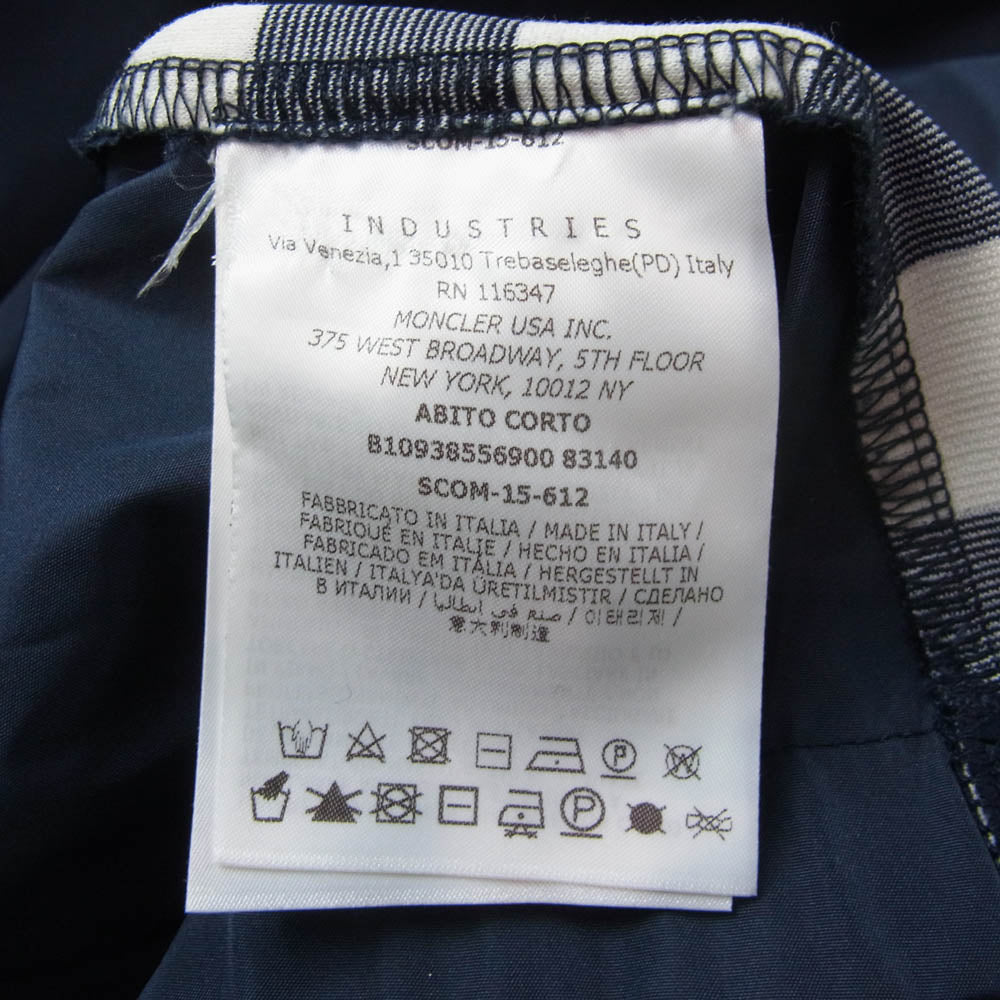 SCOM-15-612
INDUSTRIES
Via Venezia,1 35010 Trebaseleghe(PD) Italy
RN 116347
MONCLER USA INC.
375 WEST BROADWAY, 5TH FLOOR
NEW YORK, 10012 NY
ABITO CORTO
B10938556900 83140
SCOM-15-612
FABBRICATO IN ITALIA / MADE IN ITALY /
FABRIQUÉ EN ITALIE / HECHO EN ITALIA /
FABRICADO EM ITÀLIA / HERGESTELLT IN
ITALIEN / ITALYA'DA ÜRETILMISTIR / СДЕЛАНО
В ИТАЛИИ / صنع في ايطاليا / 이태리제 /
意大利制造
P
W
P